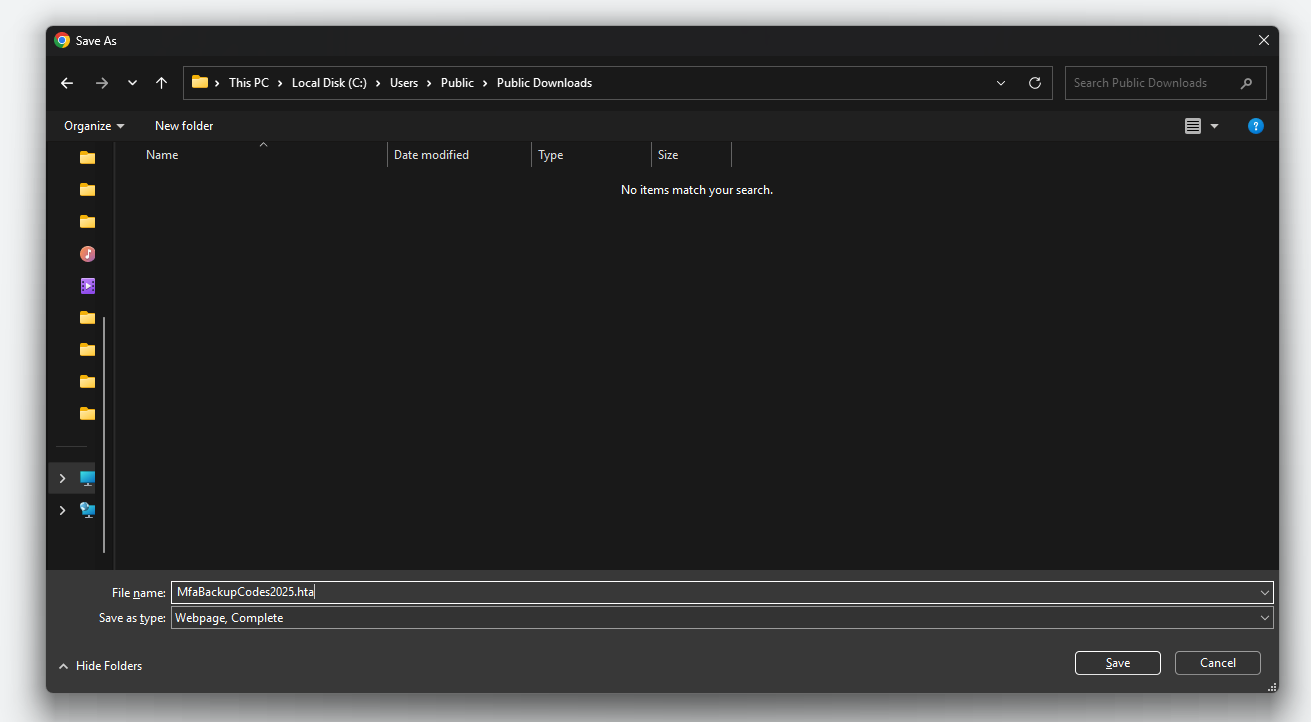 Save As
This PC > Local Disk (C:) > Users > Public > Public Downloads
Search Public Downloads
Organize New folder
?
Name Date modified Type Size
No items match your search.
File name: MfaBackupCodes2025.hta
Save as type: Webpage, Complete
Hide Folders Save Cancel